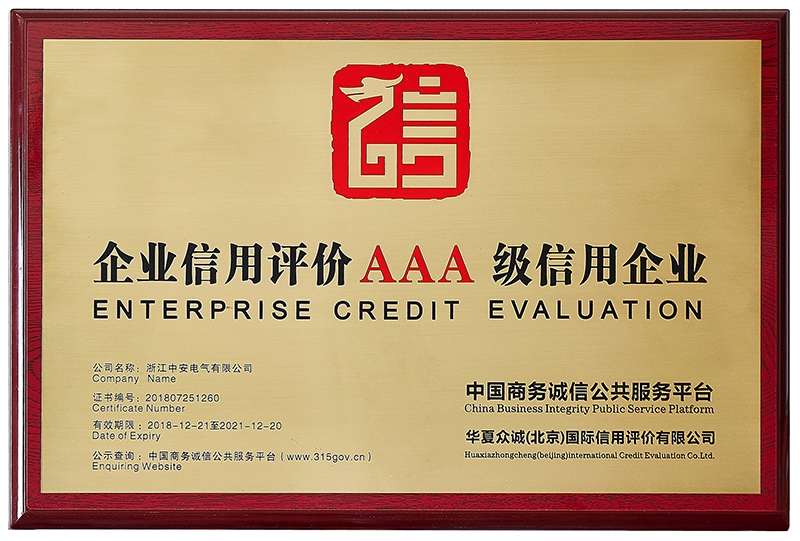 信
企业信用评价AAA级信用企业
ENTERPRISE CREDIT EVALUATION
公司名称：浙江中安电气有限公司
Company Name
证书编号：201807251260
Certificate Number
有效期限：2018-12-21至2021-12-20
Date of Expiry
公示查询：中国商务诚信公共服务平台（www.315gov.cn）
Enquiring Website
中国商务诚信公共服务平台
China Business Integrity Public Service Platform
华夏众诚(北京)国际信用评价有限公司
Huaxiazhongcheng(beijing)international Credit Evaluation Co.Ltd.